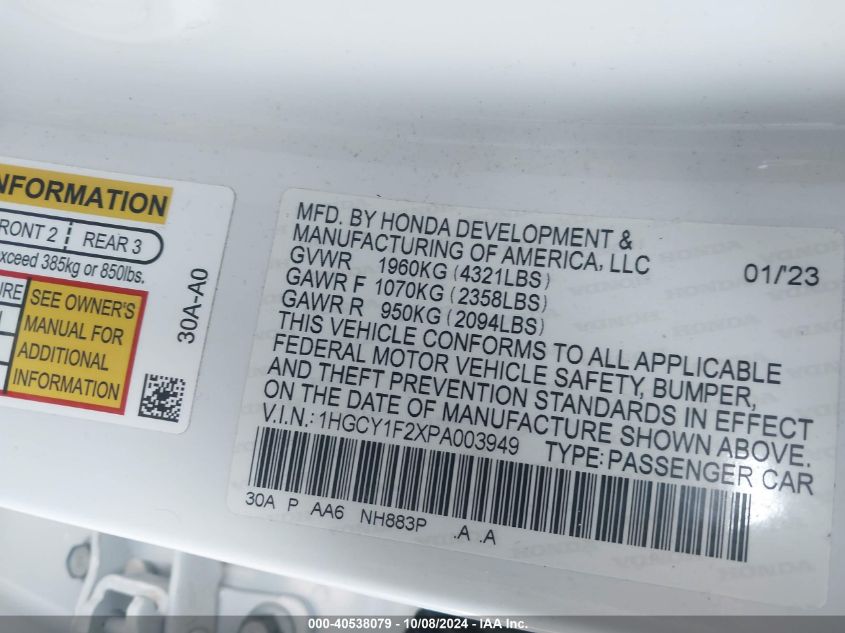 NFORMATION
RONT 2 REAR 3
xceed 385kg or 850lbs.
IRE
SEE OWNER'S
MANUAL FOR
ADDITIONAL
INFORMATION
30A-A0
MFD. BY HONDA DEVELOPMENT &
MANUFACTURING OF AMERICA, LLC
01/'23
GVWR 1960KG (4321LBS)
GAWR F 1070KG (2358LBS)
GAWR R 950KG (2094LBS)
THIS VEHICLE CONFORMS TO ALL APPLICABLE
FEDERAL MOTOR VEHICLE SAFETY, BUMPER,
AND THEFT PREVENTION STANDARDS IN EFFECT
ON THE DATE OF MANUFACTURE SHOWN ABOVE.
V.I.N.: 1HGCY1F2XPA003949 TYPE: PASSENGER CAR
30A P AA6 NH883P .A .A
000-40538079 - 10/08/2024 - IAA Inc.